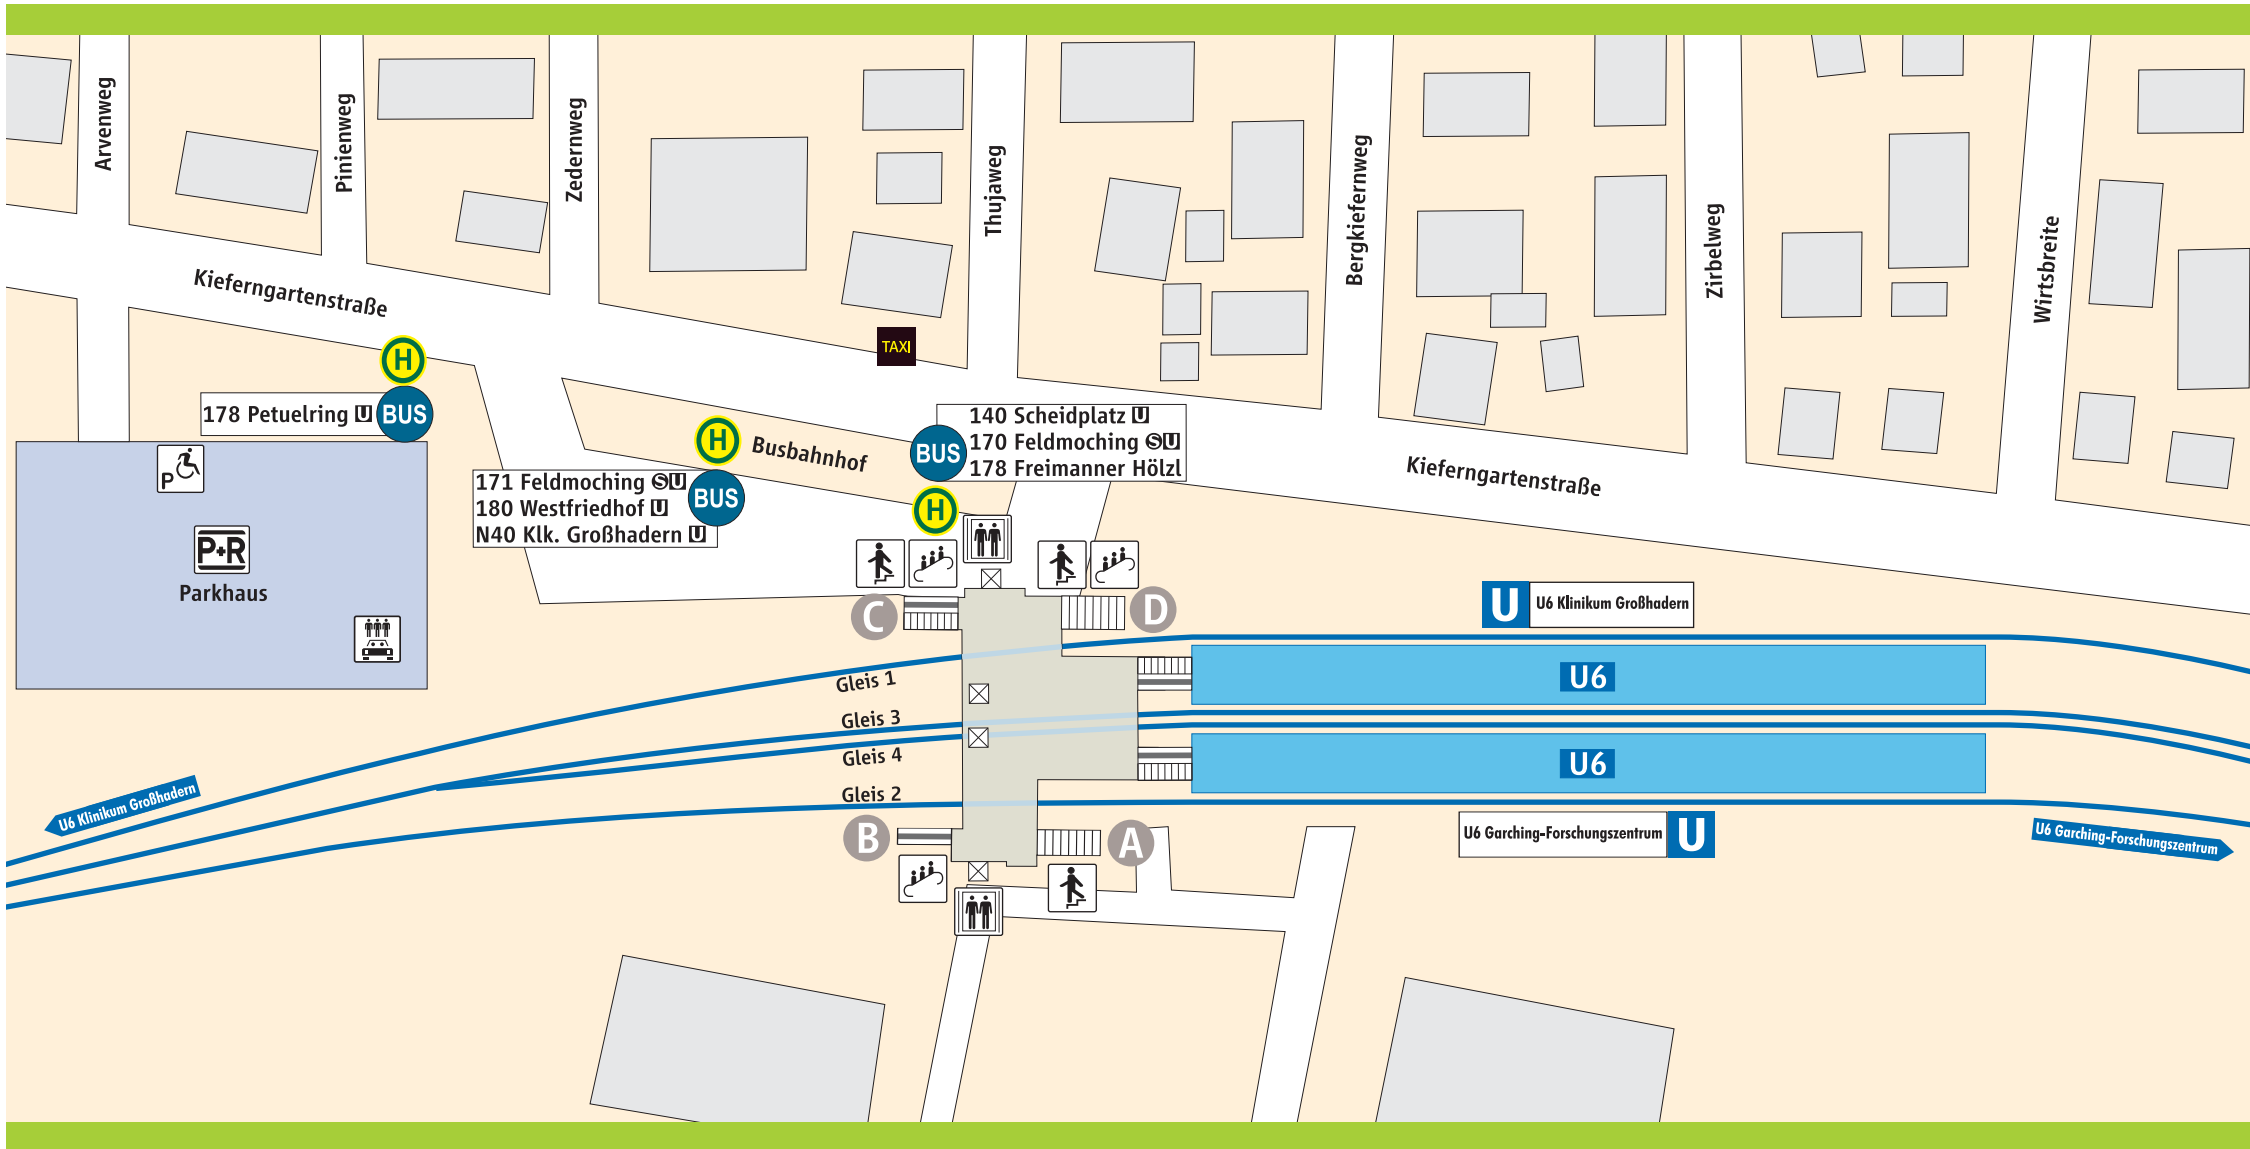 Arvenweg
Pinienweg
Zedernweg
Thujaweg
Bergkiefernweg
Zirbelweg
Wirtsbreite
Kieferngartenstraße
TAXI
H
178 Petuelring U
BUS
H
Busbahnhof
BUS
140 Scheidplatz U
170 Feldmoching S U
178 Freimanner Hölzl
Kieferngartenstraße
171 Feldmoching S U
180 Westfriedhof U
N40 Klk. Großhadern U
BUS
H
P
P+R
Parkhaus
C
D
U
U6 Klinikum Großhadern
U6
Gleis 1
Gleis 3
Gleis 4
Gleis 2
U6
U6 Klinikum Großhadern
B
A
U6 Garching-Forschungszentrum
U
U6 Garching-Forschungszentrum